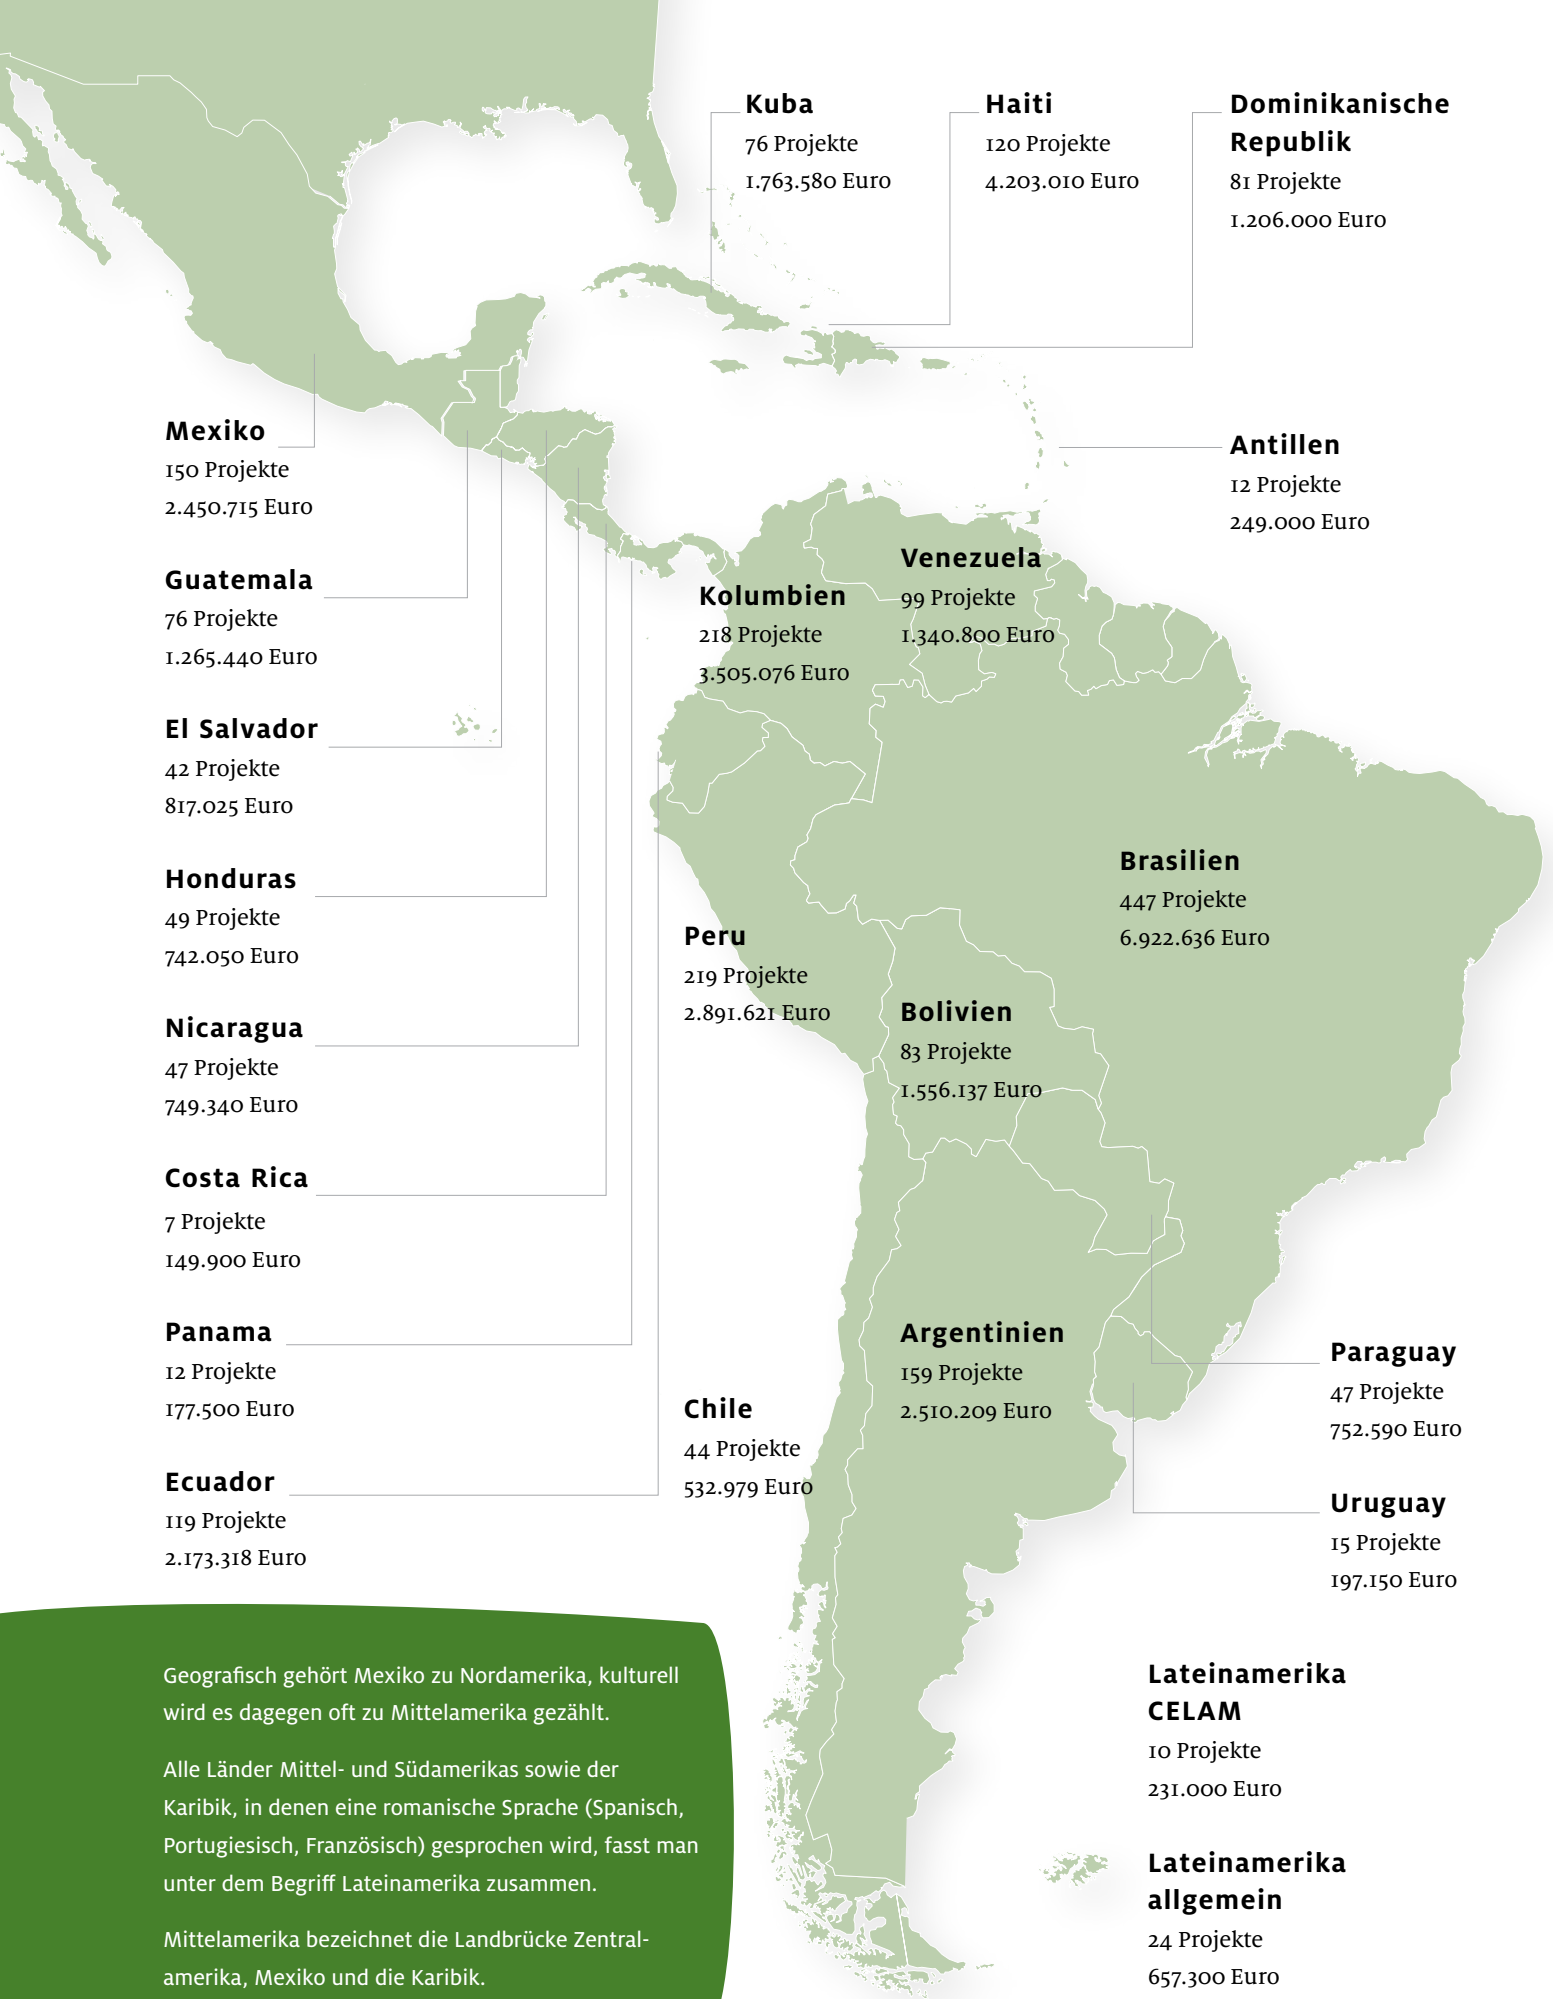 Kuba
76 Projekte
1.763.580 Euro
Haiti
120 Projekte
4.203.010 Euro
Dominikanische
Republik
81 Projekte
1.206.000 Euro
Mexiko
150 Projekte
2.450.715 Euro
Antillen
12 Projekte
249.000 Euro
Guatemala
76 Projekte
1.265.440 Euro
Kolumbien
218 Projekte
3.505.076 Euro
Venezuela
99 Projekte
1.340.800 Euro
El Salvador
42 Projekte
817.025 Euro
Honduras
49 Projekte
742.050 Euro
Brasilien
447 Projekte
6.922.636 Euro
Peru
219 Projekte
2.891.621 Euro
Bolivien
83 Projekte
1.556.137 Euro
Nicaragua
47 Projekte
749.340 Euro
Costa Rica
7 Projekte
149.900 Euro
Panama
12 Projekte
177.500 Euro
Argentinien
159 Projekte
2.510.209 Euro
Paraguay
47 Projekte
752.590 Euro
Chile
44 Projekte
532.979 Euro
Ecuador
119 Projekte
2.173.318 Euro
Uruguay
15 Projekte
197.150 Euro
Lateinamerika
CELAM
10 Projekte
231.000 Euro
Lateinamerika
allgemein
24 Projekte
657.300 Euro
Geografisch gehört Mexiko zu Nordamerika, kulturell
wird es dagegen oft zu Mittelamerika gezählt.
Alle Länder Mittel- und Südamerikas sowie der
Karibik, in denen eine romanische Sprache (Spanisch,
Portugiesisch, Französisch) gesprochen wird, fasst man
unter dem Begriff Lateinamerika zusammen.
Mittelamerika bezeichnet die Landbrücke Zentral-
amerika, Mexiko und die Karibik.